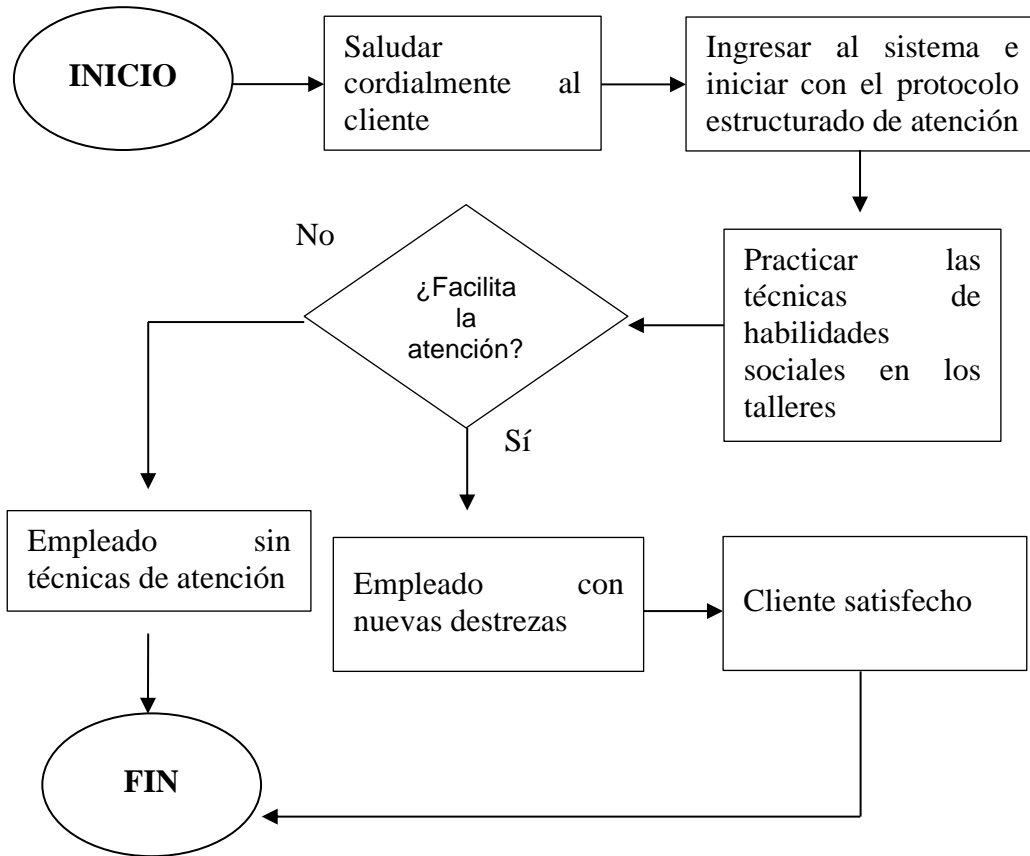 INICIO
Saludar
cordialmente al
cliente
Ingresar al sistema e
iniciar con el protocolo
estructurado de atención
No
¿Facilita
la
atención?
Practicar las
técnicas de
habilidades
sociales en los
talleres
Sí
Empleado sin
técnicas de atención
Empleado con
nuevas destrezas
Cliente satisfecho
FIN